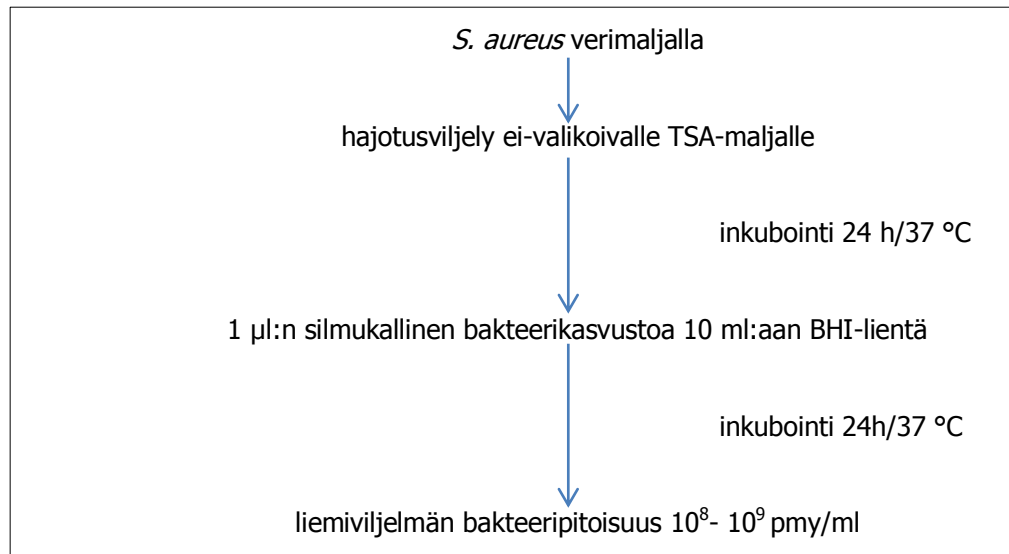 S. aureus verimaljalla
hajotusviljely ei-valikoivalle TSA-maljalle
inkubointi 24 h/37 °C
1 µl:n silmukallinen bakteerikasvustoa 10 ml:aan BHI-lientä
inkubointi 24h/37 °C
liemiviljelmän bakteeripitoisuus 10⁸- 10⁹ pmy/ml